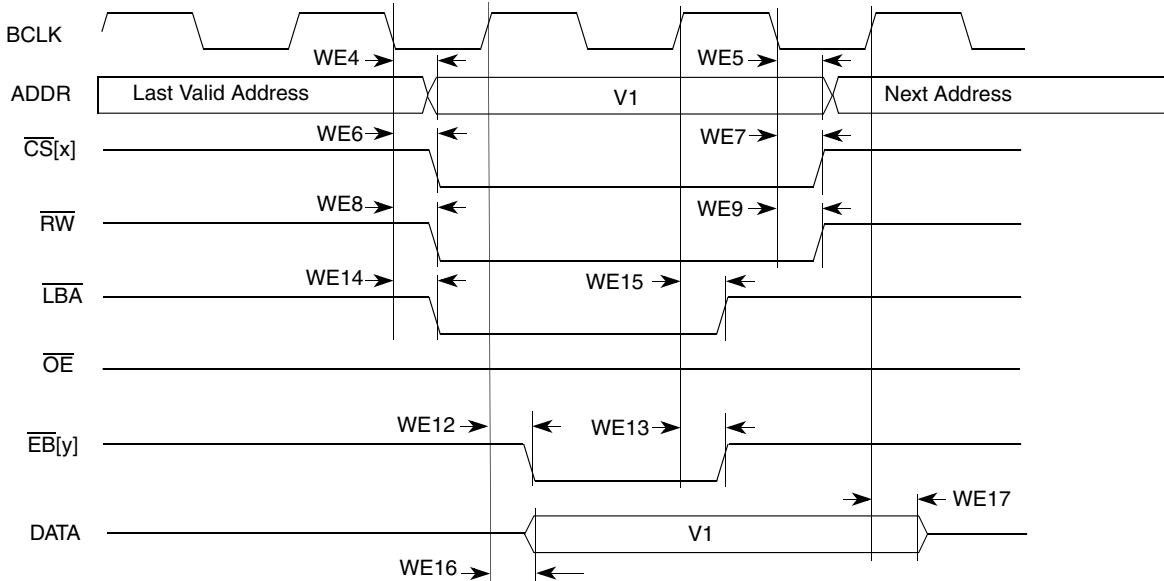 BCLK
WE4 WE5
ADDR Last Valid Address V1 Next Address
WE6 WE7
CS[x]
WE8 WE9
RW
WE14 WE15
LBA
OE
WE12 WE13
EB[y]
WE17
DATA V1
WE16